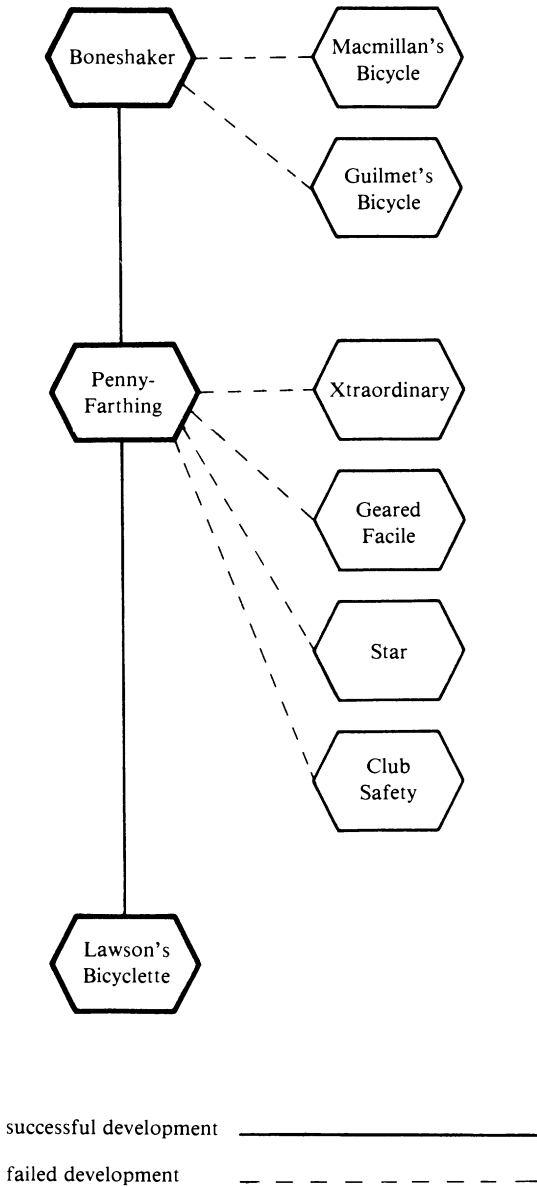 Boneshaker
Macmillan's
Bicycle
Guilmet's
Bicycle
Penny-
Farthing
Xtraordinary
Geared
Facile
Star
Club
Safety
Lawson's
Bicyclette
successful development
failed development